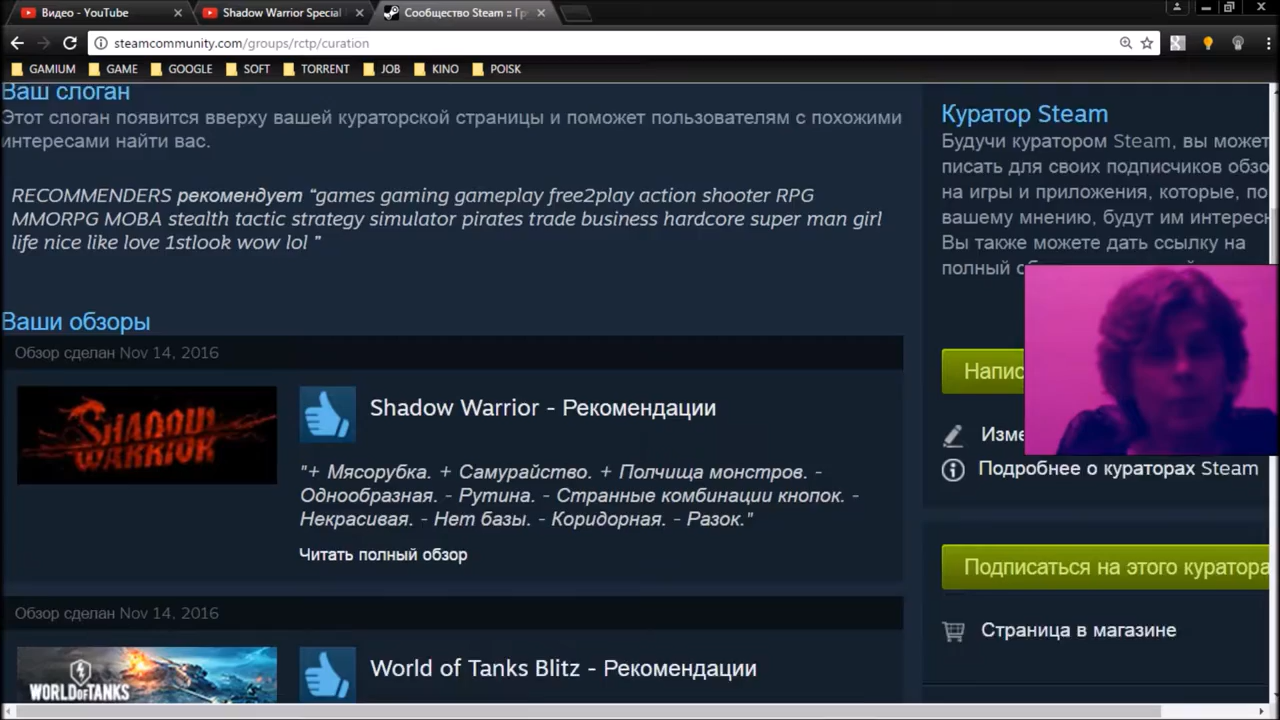 Видео - YouTube
Shadow Warrior Special
Сообщество Steam :: Гр
steamcommunity.com/groups/rctp/curation
GAMIUM GAME GOOGLE SOFT TORRENT JOB KINO POISK
Ваш слоган
Этот слоган появится вверху вашей кураторской страницы и поможет пользователям с похожими
интересами найти вас.
RECOMMENDERS рекомендует “games gaming gameplay free2play action shooter RPG
MMORPG MOBA stealth tactic strategy simulator pirates trade business hardcore super man girl
life nice like love 1stlook wow lol ”
Ваши обзоры
Обзор сделан Nov 14, 2016
SHADOW
WARRIOR
Shadow Warrior - Рекомендации
"+ Мясорубка. + Самурайство. + Полчища монстров. -
Однообразная. - Рутина. - Странные комбинации кнопок. -
Некрасивая. - Нет базы. - Коридорная. - Разок."
Читать полный обзор
Обзор сделан Nov 14, 2016
WORLD OF TANKS
World of Tanks Blitz - Рекомендации
Куратор Steam
Будучи куратором Steam, вы может
писать для своих подписчиков обзо
на игры и приложения, которые, по
вашему мнению, будут им интерес
Вы также можете дать ссылку на
полный
Напис
Изме
Подробнее о кураторах Steam
Подписаться на этого куратора
Страница в магазине